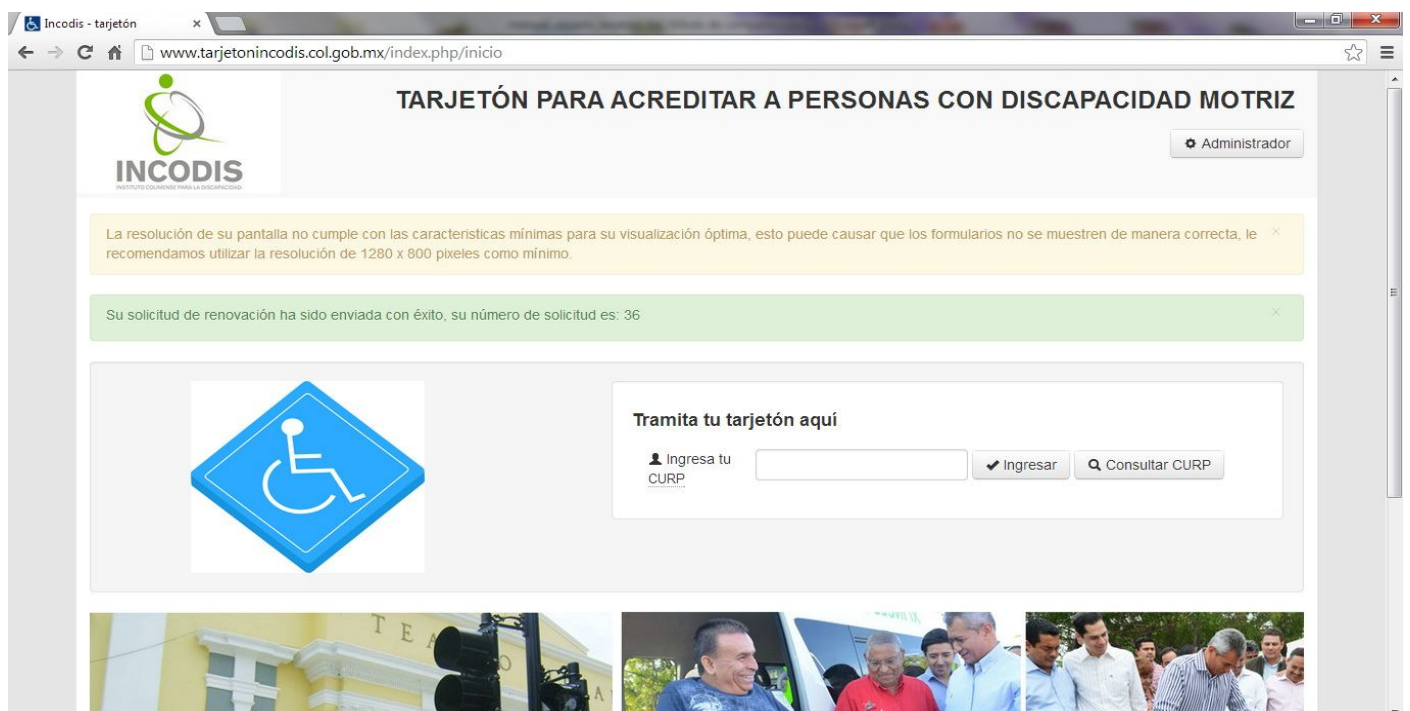 Incodis - tarjetón
www.tarjetonincodis.col.gob.mx/index.php/inicio
TARJETÓN PARA ACREDITAR A PERSONAS CON DISCAPACIDAD MOTRIZ
Administrador
INCODIS
INSTITUTO COLIMENSE PARA LA DISCAPACIDAD
La resolución de su pantalla no cumple con las caracteristicas mínimas para su visualización óptima, esto puede causar que los formularios no se muestren de manera correcta, le
recomendamos utilizar la resolución de 1280 x 800 pixeles como mínimo.
Su solicitud de renovación ha sido enviada con éxito, su número de solicitud es: 36
Tramita tu tarjetón aquí
Ingresa tu
CURP
Ingresar
Consultar CURP
TEA